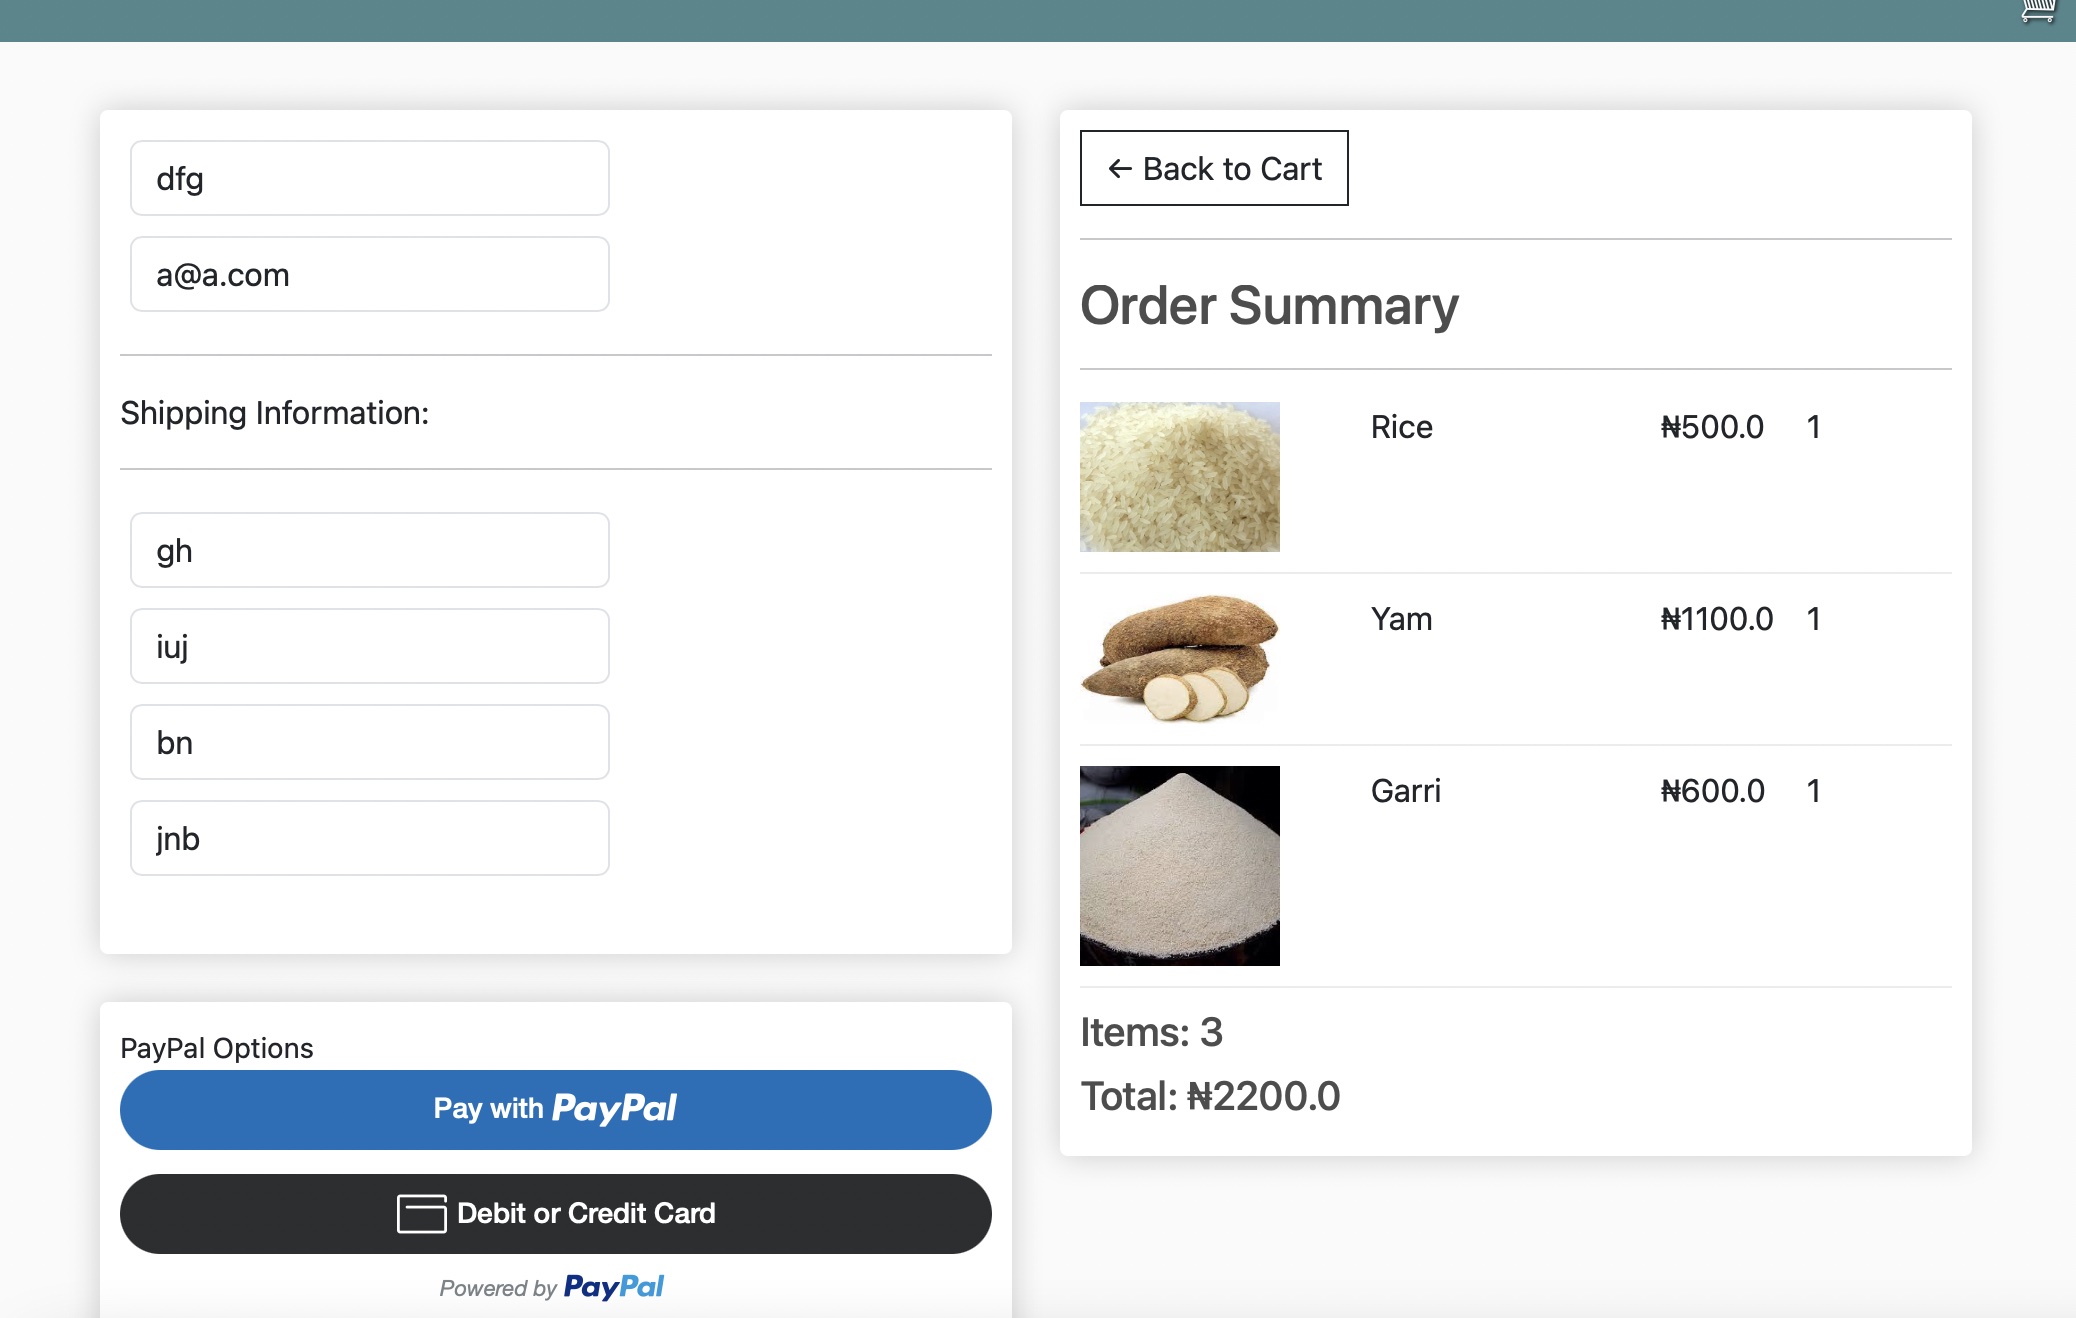 dfg
a@a.com
Shipping Information:
gh
iuj
bn
jnb
PayPal Options
Pay with PayPal
Debit or Credit Card
Powered by PayPal
← Back to Cart
Order Summary
Rice ₦500.0 1
Yam ₦1100.0 1
Garri ₦600.0 1
Items: 3
Total: ₦2200.0